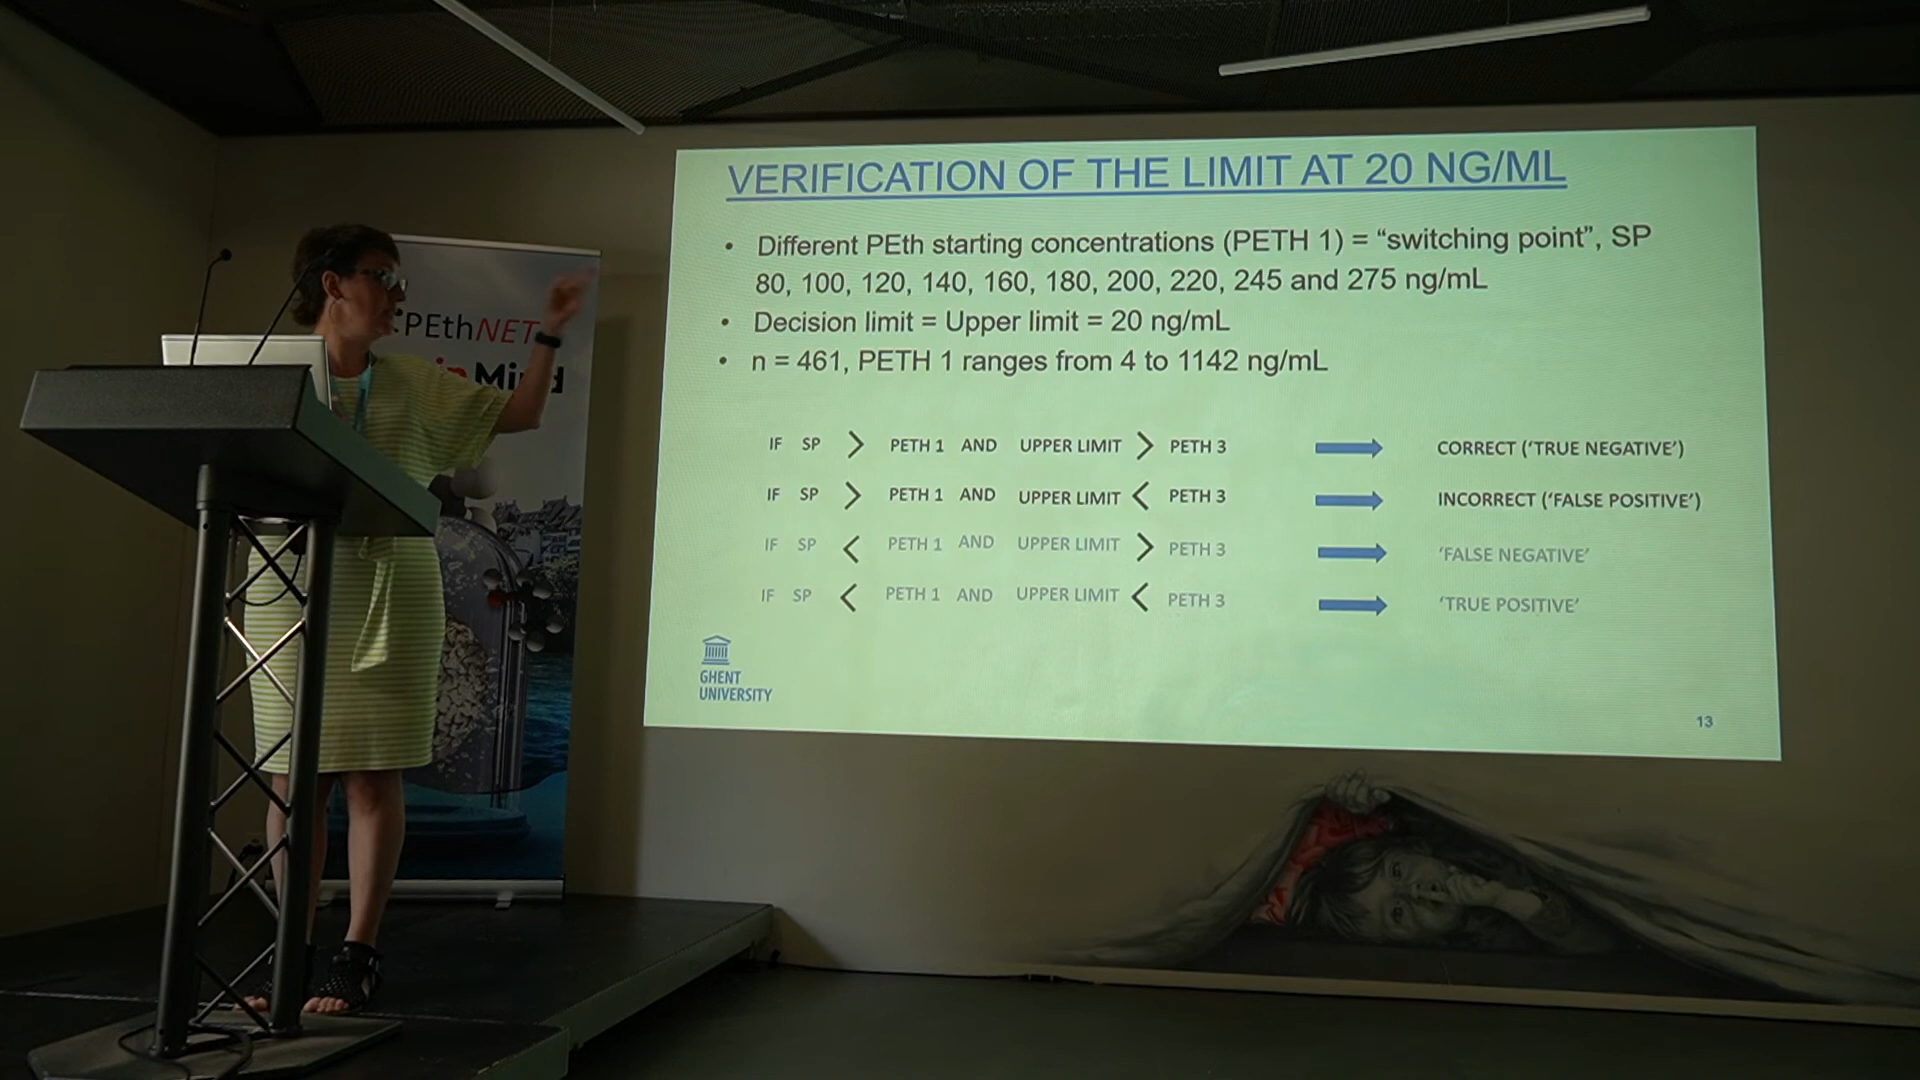 VERIFICATION OF THE LIMIT AT 20 NG/ML
• Different PEth starting concentrations (PETH 1) = “switching point”, SP
80, 100, 120, 140, 160, 180, 200, 220, 245 and 275 ng/mL
• Decision limit = Upper limit = 20 ng/mL
• n = 461, PETH 1 ranges from 4 to 1142 ng/mL
IF SP > PETH 1 AND UPPER LIMIT > PETH 3 CORRECT (‘TRUE NEGATIVE’)
IF SP > PETH 1 AND UPPER LIMIT < PETH 3 INCORRECT (‘FALSE POSITIVE’)
IF SP < PETH 1 AND UPPER LIMIT > PETH 3 ‘FALSE NEGATIVE’
IF SP < PETH 1 AND UPPER LIMIT < PETH 3 ‘TRUE POSITIVE’
GHENT
UNIVERSITY
13
PEthNET